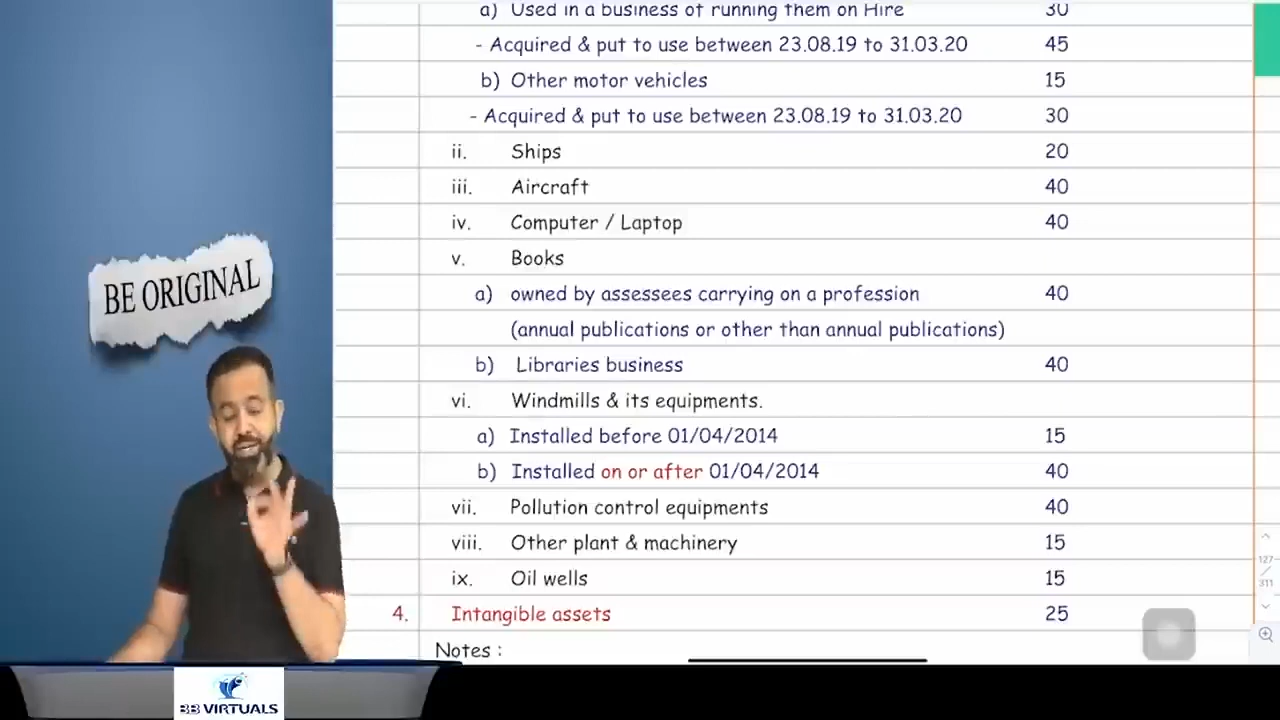 a) Used in a business of running them on Hire 30
- Acquired & put to use between 23.08.19 to 31.03.20 45
b) Other motor vehicles 15
- Acquired & put to use between 23.08.19 to 31.03.20 30
ii. Ships 20
iii. Aircraft 40
iv. Computer / Laptop 40
v. Books
a) owned by assessees carrying on a profession 40
(annual publications or other than annual publications)
b) Libraries business 40
vi. Windmills & its equipments.
a) Installed before 01/04/2014 15
b) Installed on or after 01/04/2014 40
vii. Pollution control equipments 40
viii. Other plant & machinery 15
ix. Oil wells 15
4. Intangible assets 25
Notes :
BE ORIGINAL
BB VIRTUALS
127
/
311